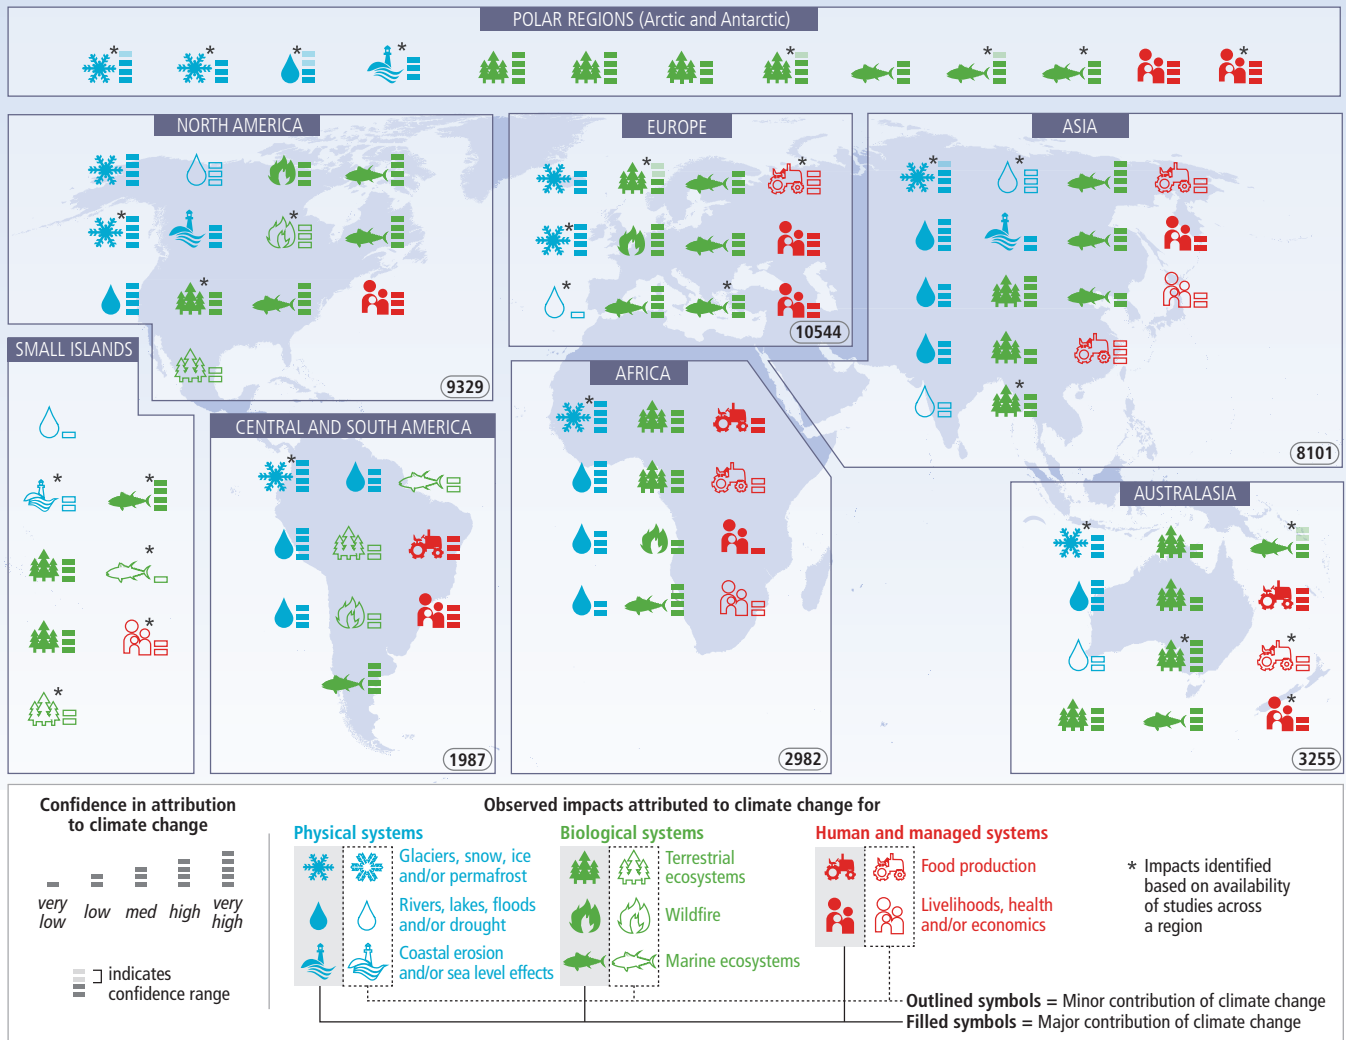 POLAR REGIONS (Arctic and Antarctic)
* * * * * * * *
NORTH AMERICA
EUROPE
ASIA
* * * *
* * *
* * *
10544
SMALL ISLANDS
9329
AFRICA
*
*
CENTRAL AND SOUTH AMERICA
*
8101
* *
AUSTRALASIA
* *
*
*
* *
*
*
1987
2982
3255
Confidence in attribution
to climate change
very
low
low
med
high
very
high
indicates
confidence range
Observed impacts attributed to climate change for
Physical systems
Glaciers, snow, ice
and/or permafrost
Rivers, lakes, floods
and/or drought
Coastal erosion
and/or sea level effects
Biological systems
Terrestrial
ecosystems
Wildfire
Marine ecosystems
Human and managed systems
Food production
Livelihoods, health
and/or economics
* Impacts identified
based on availability
of studies across
a region
Outlined symbols = Minor contribution of climate change
Filled symbols = Major contribution of climate change